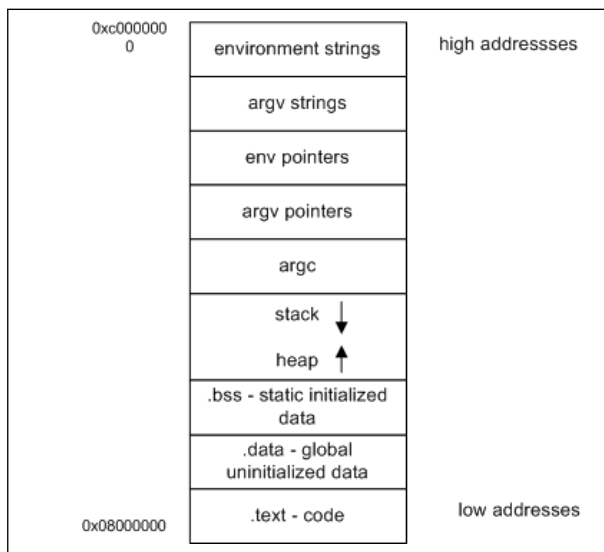 0xc000000
0
environment strings
high addressses
argv strings
env pointers
argv pointers
argc
stack
heap
.bss - static initialized
data
.data - global
uninitialized data
.text - code
low addresses
0x08000000